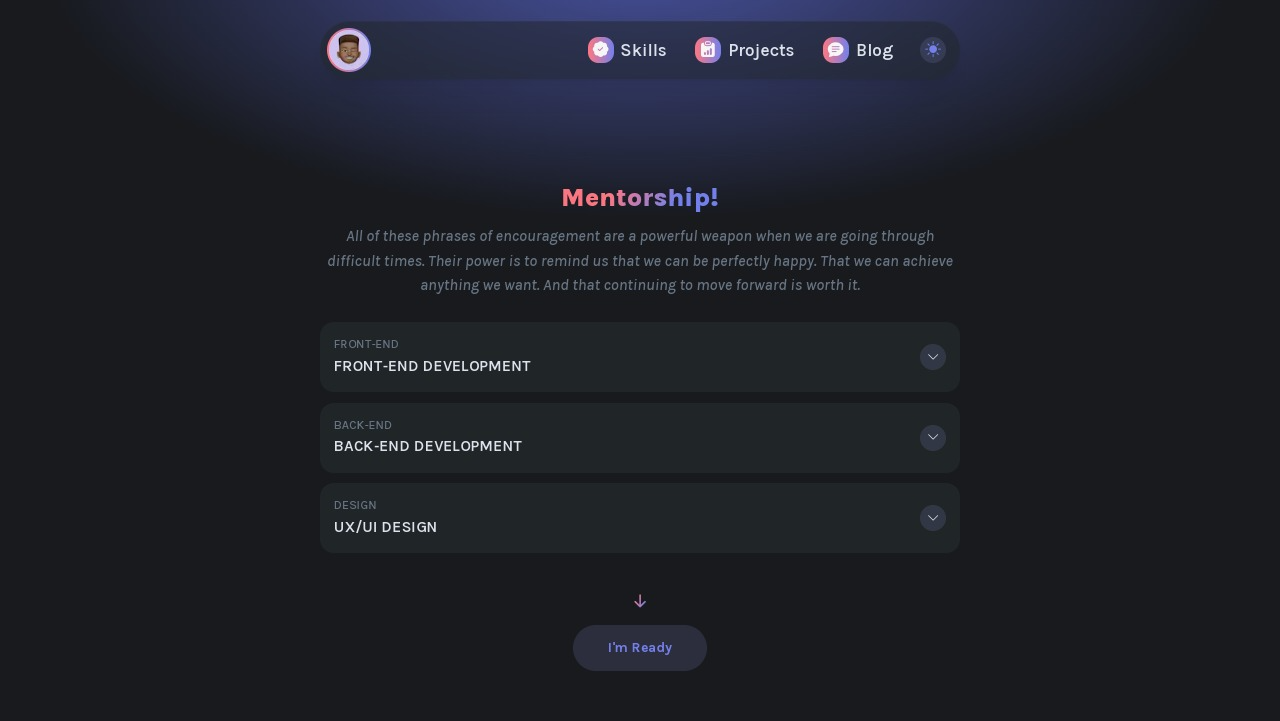 Skills
Projects
Blog
Mentorship!
All of these phrases of encouragement are a powerful weapon when we are going through
difficult times. Their power is to remind us that we can be perfectly happy. That we can achieve
anything we want. And that continuing to move forward is worth it.
FRONT-END
FRONT-END DEVELOPMENT
BACK-END
BACK-END DEVELOPMENT
DESIGN
UX/UI DESIGN
I'm Ready